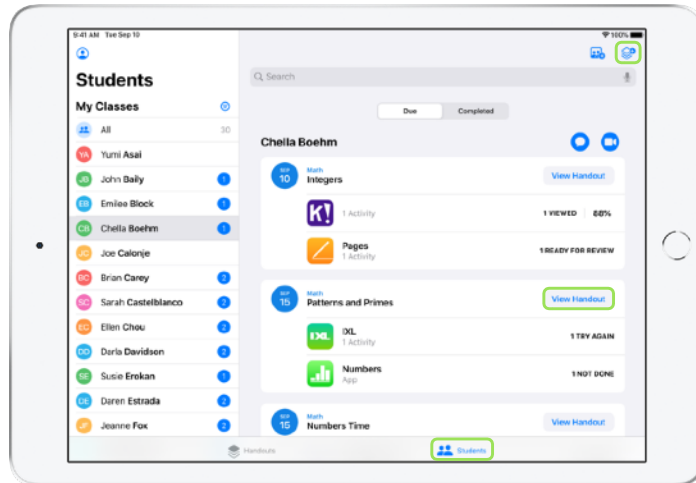 9:41 AM Tue Sep 10
100%
Students
Search
My Classes
Due Completed
All 30
Chella Boehm
YA Yumi Asai
SEP 10 Math Integers View Handout
JB John Baily 1
EB Emilee Block 1
K! 1 Activity 1 VIEWED 88%
CB Chella Boehm 1
JC Joe Calonje
Pages 1 Activity 1 READY FOR REVIEW
BC Brian Carey 2
SEP 15 Math Patterns and Primes View Handout
SC Sarah Castelblanco 2
EC Ellen Chou 2
IXL IXL 1 Activity 1 TRY AGAIN
DD Darla Davidson 2
SE Susie Erekan 1
Numbers App 1 NOT DONE
DE Daren Estrada 2
JF Jeanne Fox 2
SEP 15 Math Numbers Time View Handout
Handouts Students